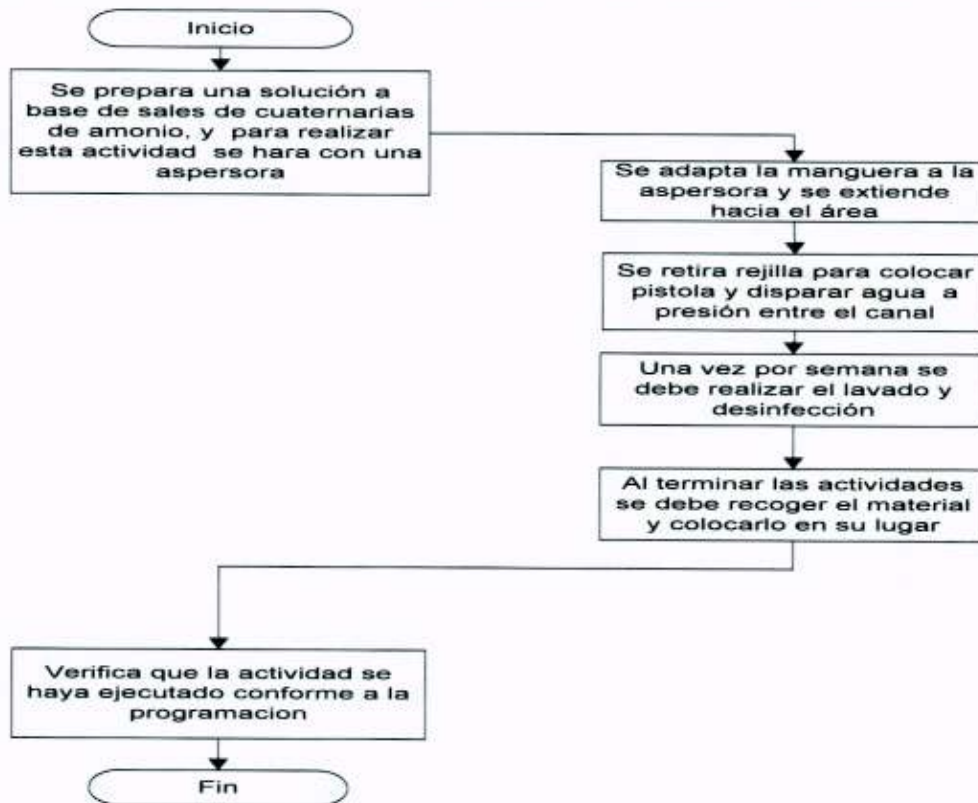 Inicio
Se prepara una solución a
base de sales de cuaternarias
de amonio, y para realizar
esta actividad se hara con una
aspersora
Se adapta la manguera a la
aspersora y se extiende
hacia el área
Se retira rejilla para colocar
pistola y disparar agua a
presión entre el canal
Una vez por semana se
debe realizar el lavado y
desinfección
Al terminar las actividades
se debe recoger el material
y colocarlo en su lugar
Verifica que la actividad se
haya ejecutado conforme a la
programacion
Fin